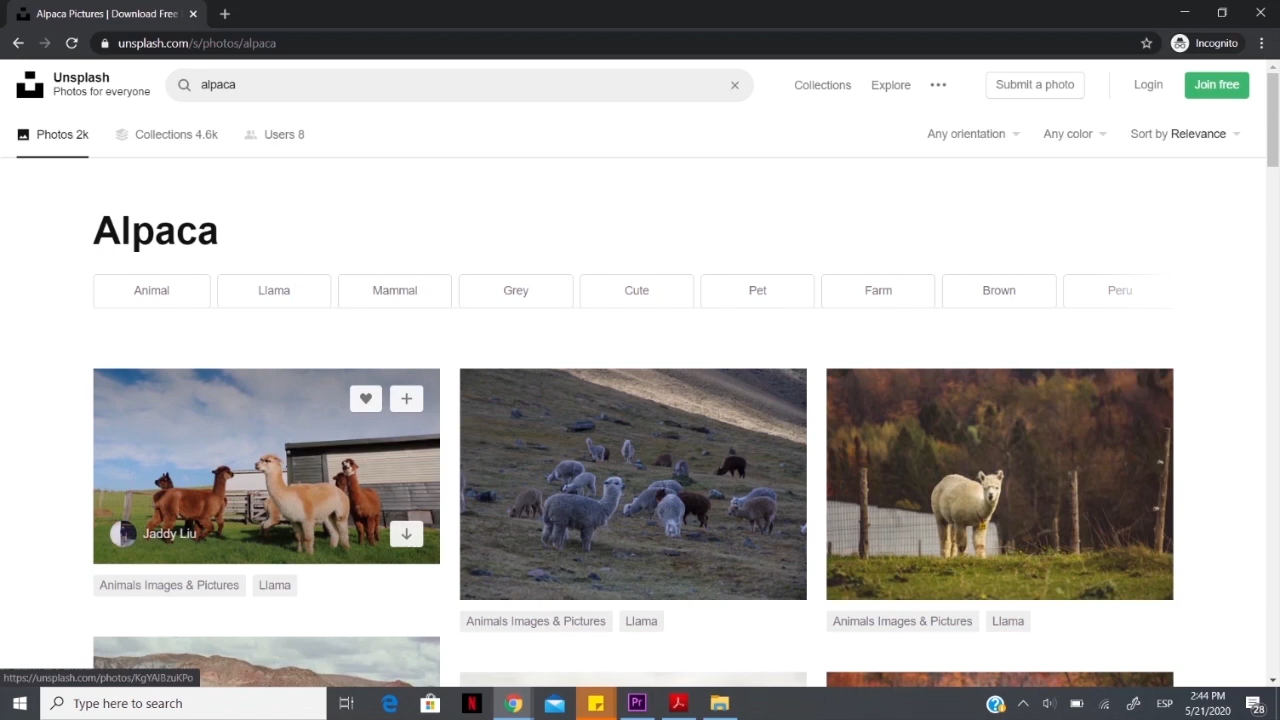 Alpaca Pictures | Download Free
unsplash.com/s/photos/alpaca
Incognito
Unsplash
Photos for everyone
alpaca
Collections
Explore
Submit a photo
Login
Join free
Photos 2k
Collections 4.6k
Users 8
Any orientation
Any color
Sort by Relevance
Alpaca
Animal
Llama
Mammal
Grey
Cute
Pet
Farm
Brown
Peru
Jaddy Liu
Animals Images & Pictures
Llama
Animals Images & Pictures
Llama
Animals Images & Pictures
Llama
https://unsplash.com/photos/KgYAlBzuKPo
Type here to search
N
Pr
ESP
2:44 PM
5/21/2020
28